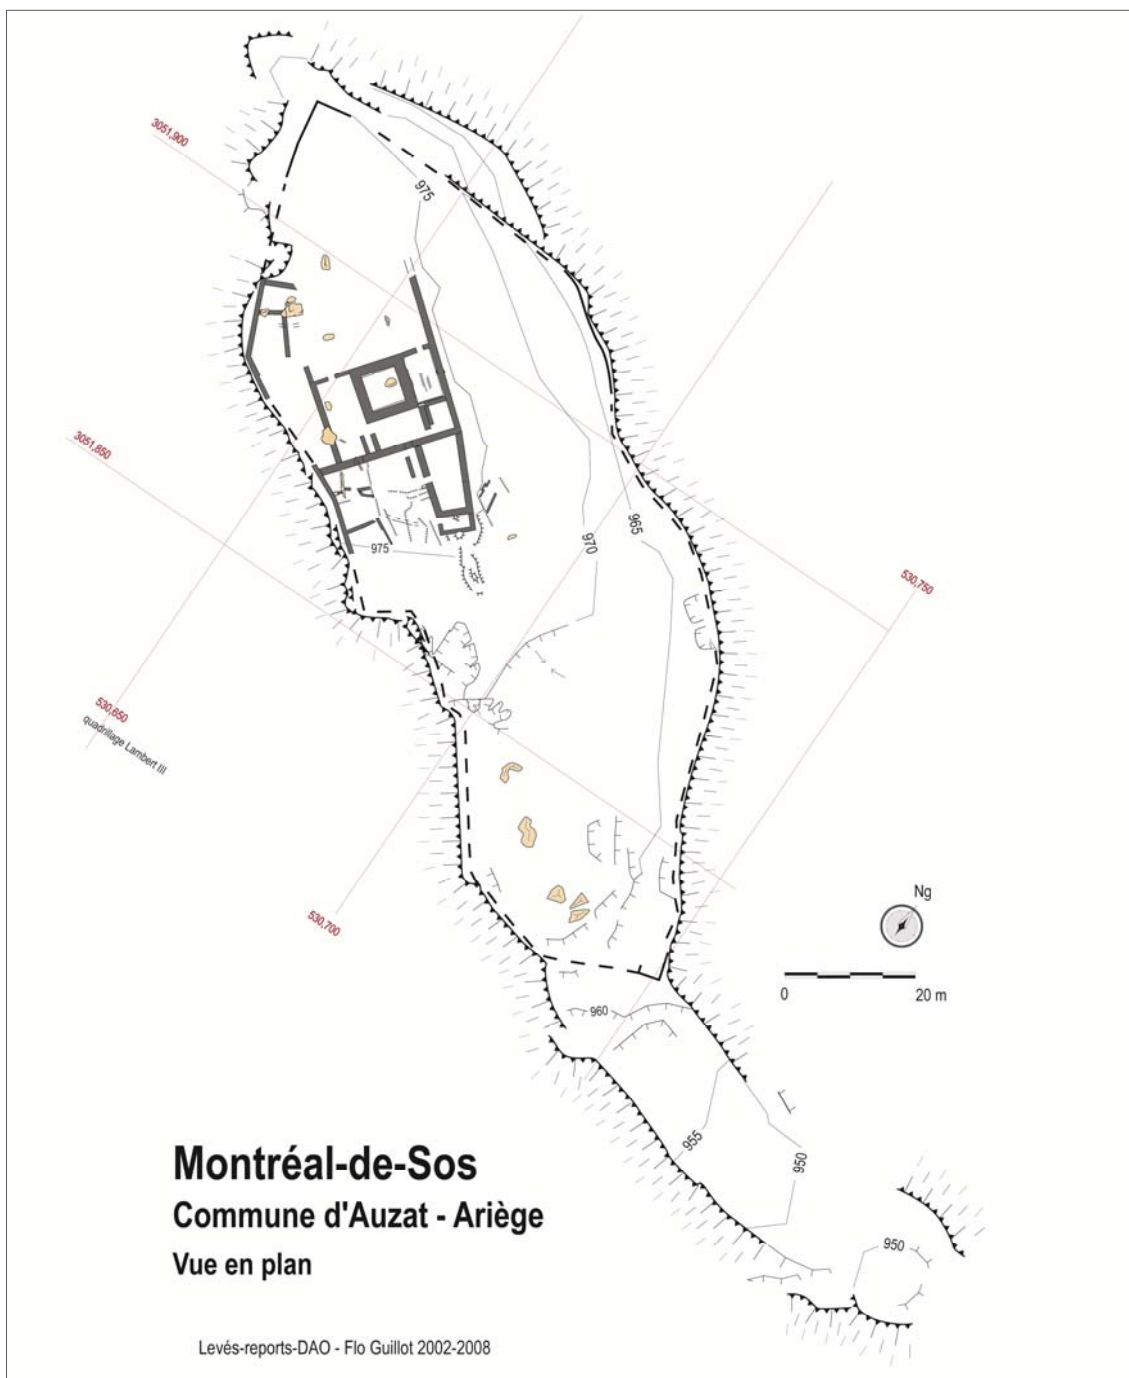 3051,900
975
3051,850
965
970
975
530,750
530,650
quadrillage Lambert III
530,700
Ng
0
20 m
960
955
950
950
Montréal-de-Sos
Commune d'Auzat - Ariège
Vue en plan
Levés-reports-DAO - Flo Guillot 2002-2008